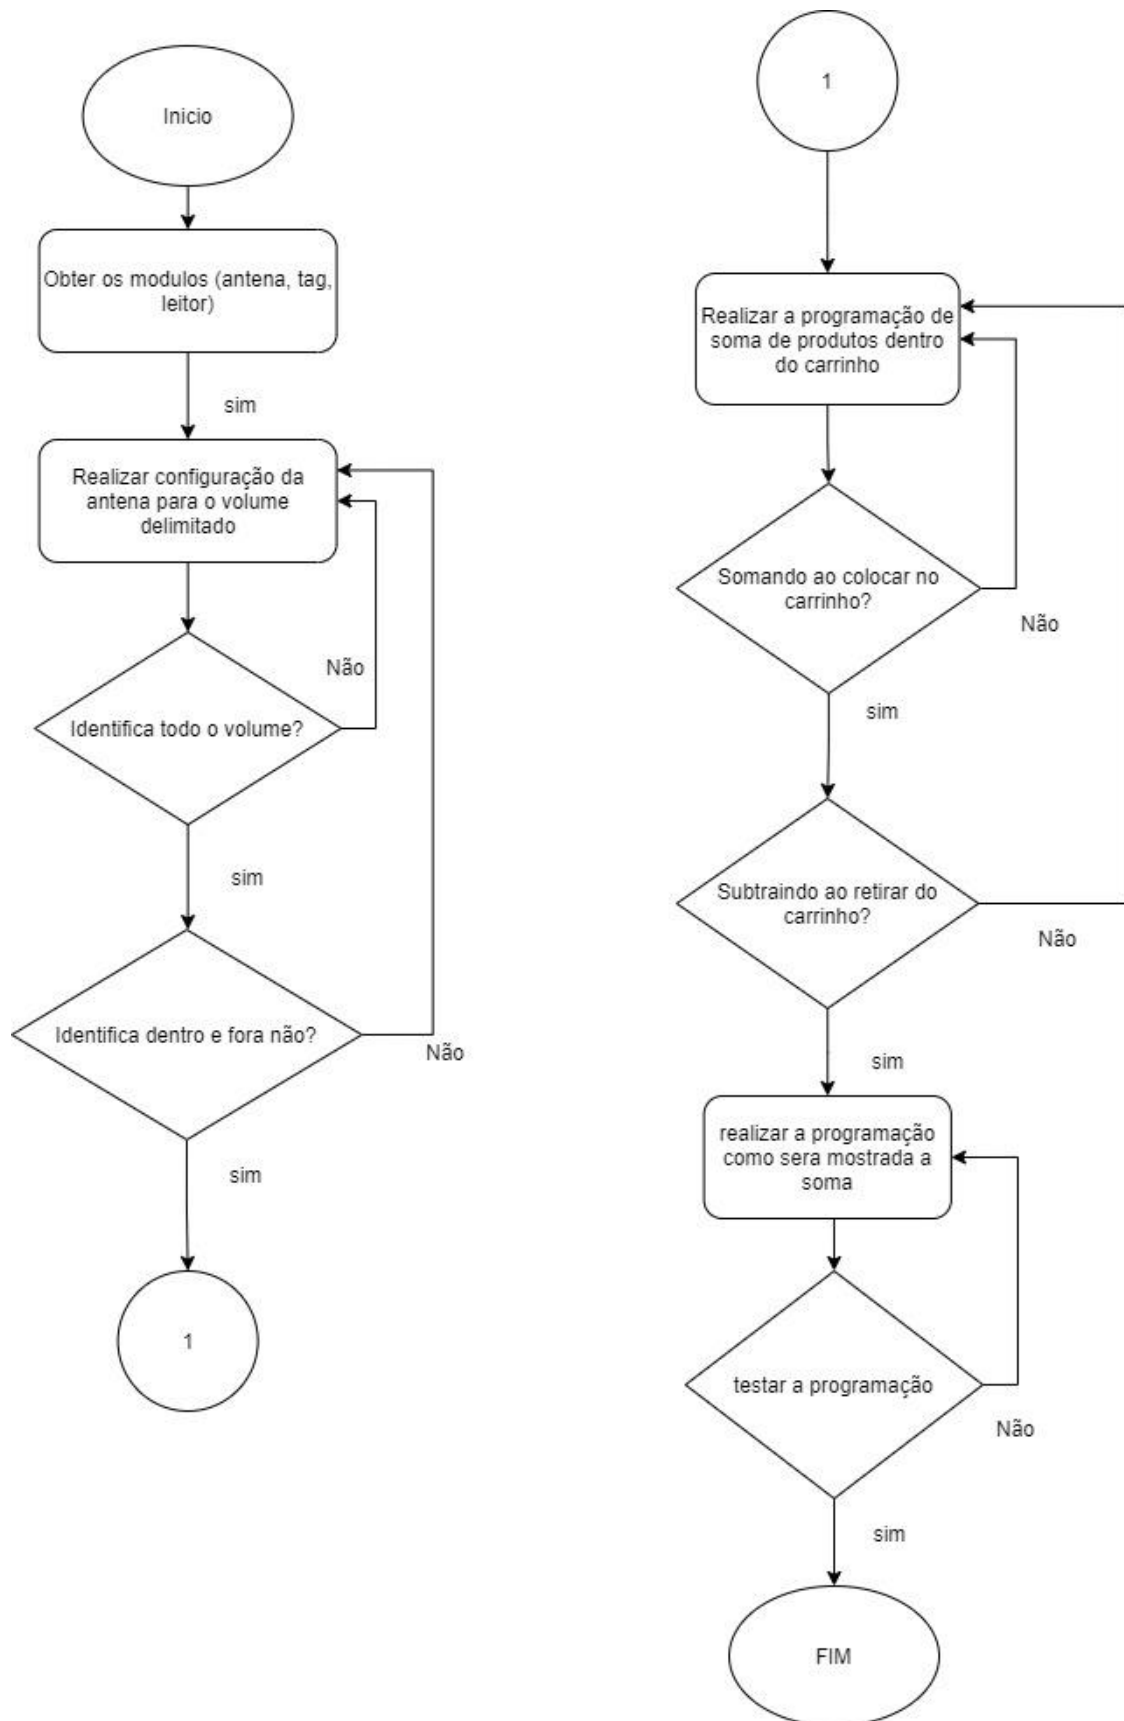 Inicio
Obter os modulos (antena, tag,
leitor)
sim
Realizar configuração da
antena para o volume
delimitado
Não
Identifica todo o volume?
sim
Identifica dentro e fora não?
Não
sim
1
1
Realizar a programação de
soma de produtos dentro
do carrinho
Somando ao colocar no
carrinho?
Não
sim
Subtraindo ao retirar do
carrinho?
Não
sim
realizar a programação
como sera mostrada a
soma
testar a programação
Não
sim
FIM